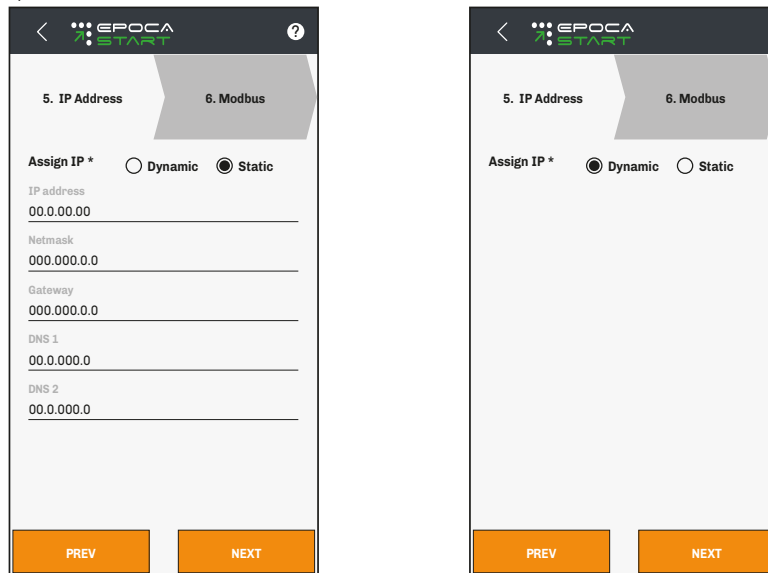 EPOCA
START
?
5. IP Address
6. Modbus
Assign IP *
Dynamic
Static
IP address
00.0.00.00
Netmask
000.000.0.0
Gateway
000.000.0.0
DNS 1
00.0.000.0
DNS 2
00.0.000.0
PREV
NEXT
EPOCA
START
5. IP Address
6. Modbus
Assign IP *
Dynamic
Static
PREV
NEXT